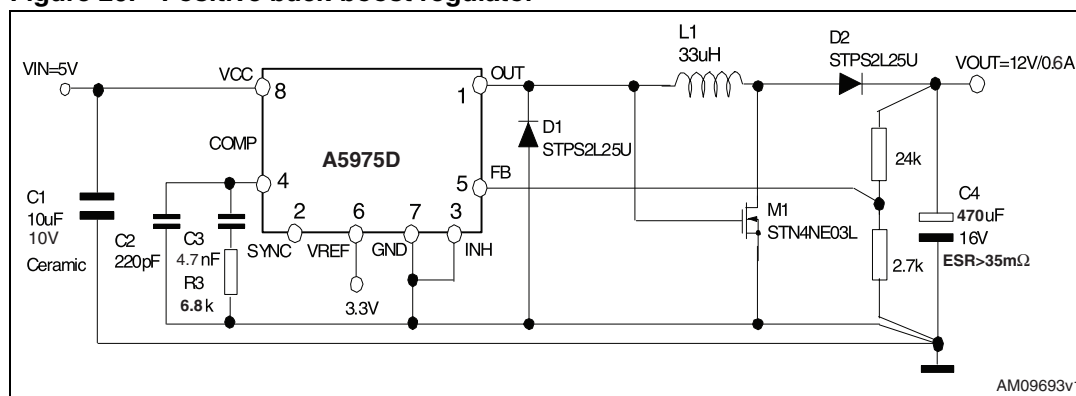 Figure 20. Positive buck-boost regulator
L1
33uH
D2
STPS2L25U
VIN=5V
VCC
8
OUT
1
VOUT=12V/0.6A
COMP
A5975D
D1
STPS2L25U
24k
4
5
FB
C1
10uF
10V
Ceramic
C2
220pF
C3
4.7nF
R3
6.8k
2
6
7
3
SYNC
VREF
GND
INH
3.3V
M1
STN4NE03L
2.7k
C4
470uF
16V
ESR>35mΩ
AM09693v1